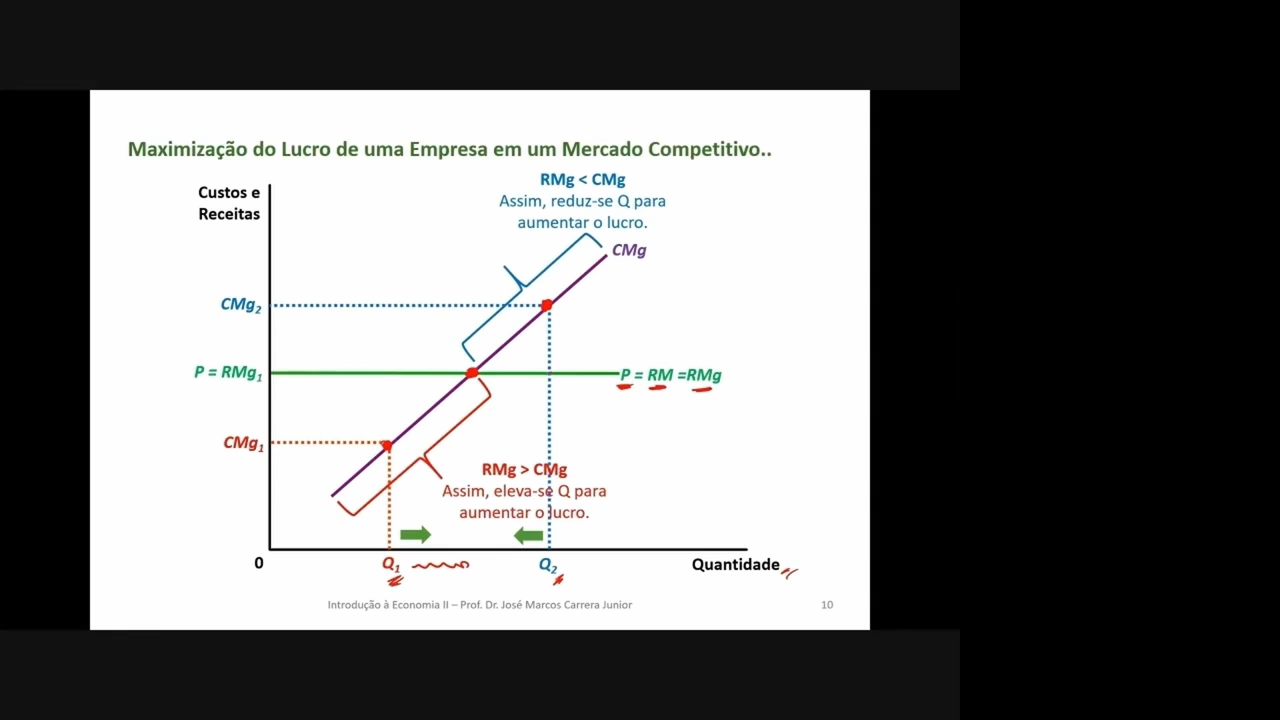 Maximização do Lucro de uma Empresa em um Mercado Competitivo..
Custos e
Receitas
RMg < CMg
Assim, reduz-se Q para
aumentar o lucro.
CMg
CMg2
P = RMg1
P = RM =RMg
CMg1
RMg > CMg
Assim, eleva-se Q para
aumentar o lucro.
0
Q1
Q2
Quantidade
Introdução à Economia II – Prof. Dr. José Marcos Carrera Junior
10